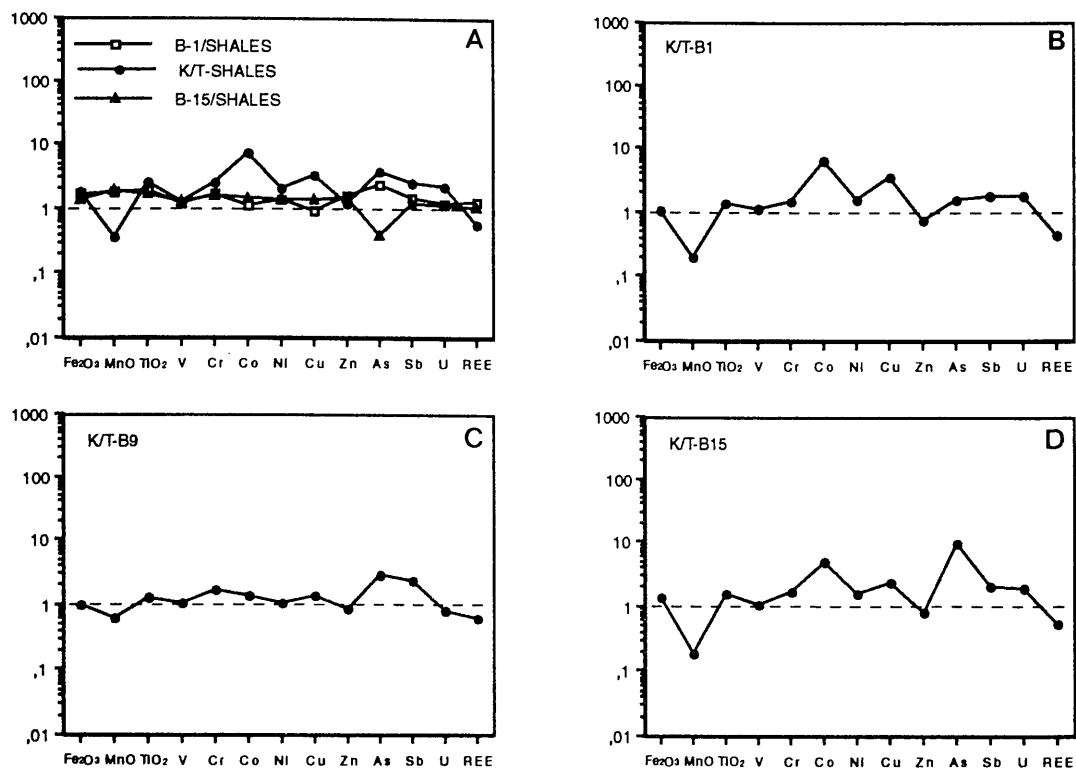 1000
100
10
1
,1
,01
A
B-1/SHALES
K/T-SHALES
B-15/SHALES
Fe₂O₃ MnO TIO₂ V Cr Co NI Cu Zn As Sb U REE
1000
100
10
1
,1
,01
B
K/T-B1
Fe₂O₃ MnO TIO₂ V Cr Co NI Cu Zn As Sb U REE
1000
100
10
1
,1
,01
C
K/T-B9
Fe₂O₃ MnO TIO₂ V Cr Co NI Cu Zn As Sb U REE
1000
100
10
1
,1
,01
D
K/T-B15
Fe₂O₃ MnO TIO₂ V Cr Co NI Cu Zn As Sb U REE